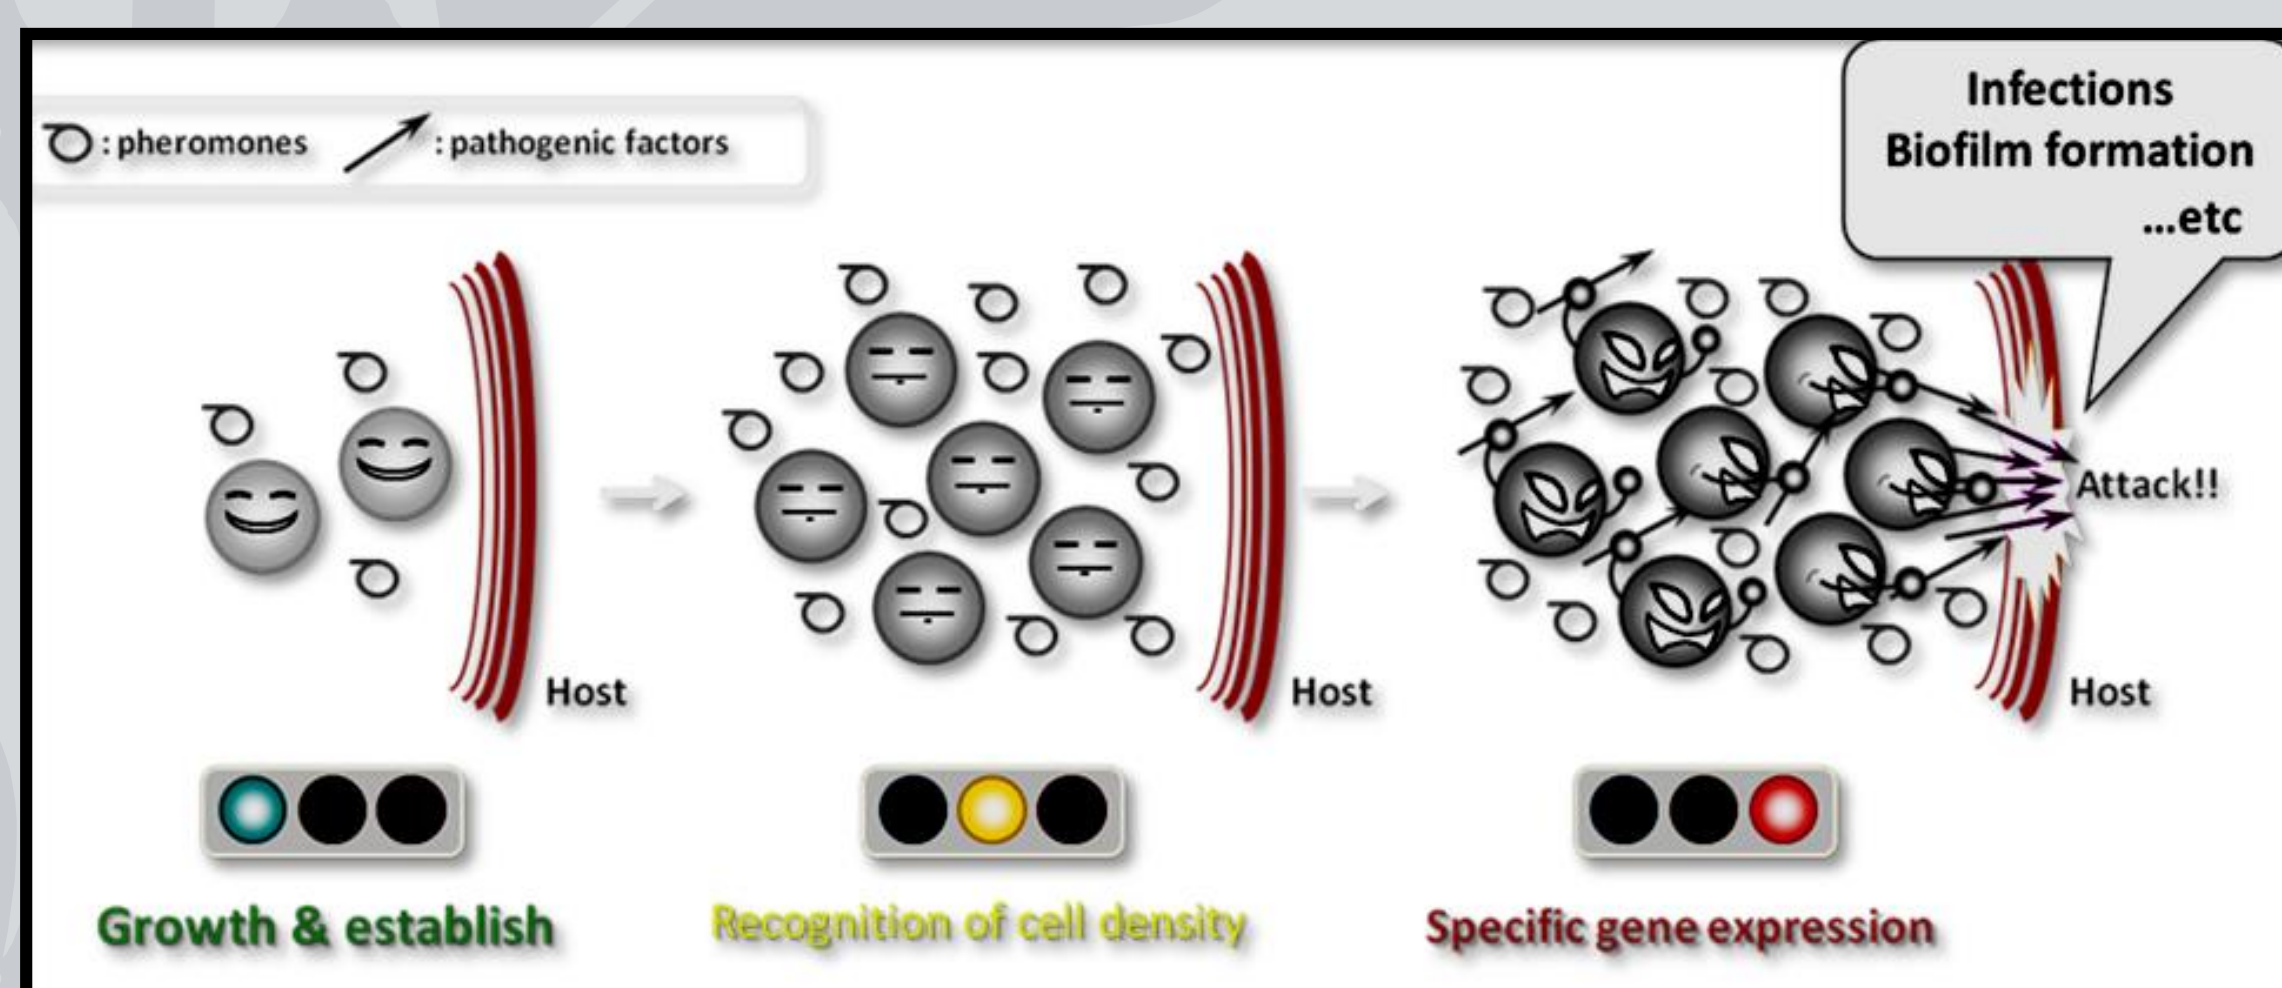 : pheromones : pathogenic factors
Infections
Biofilm formation
...etc
Attack!!
Host
Host
Host
Growth & establish
Recognition of cell density
Specific gene expression